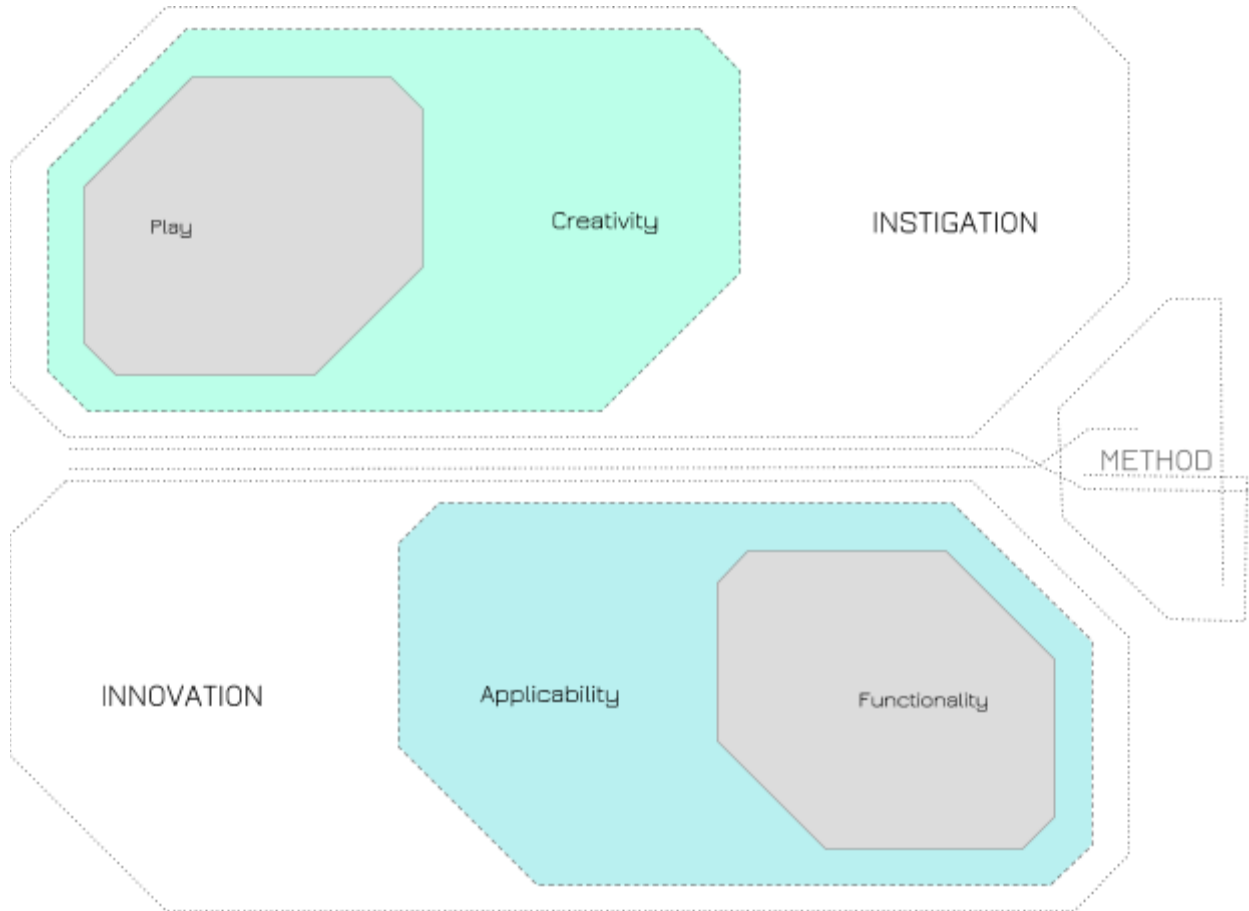 Play
Creativity
INSTIGATION
METHOD
INNOVATION
Applicability
Functionality